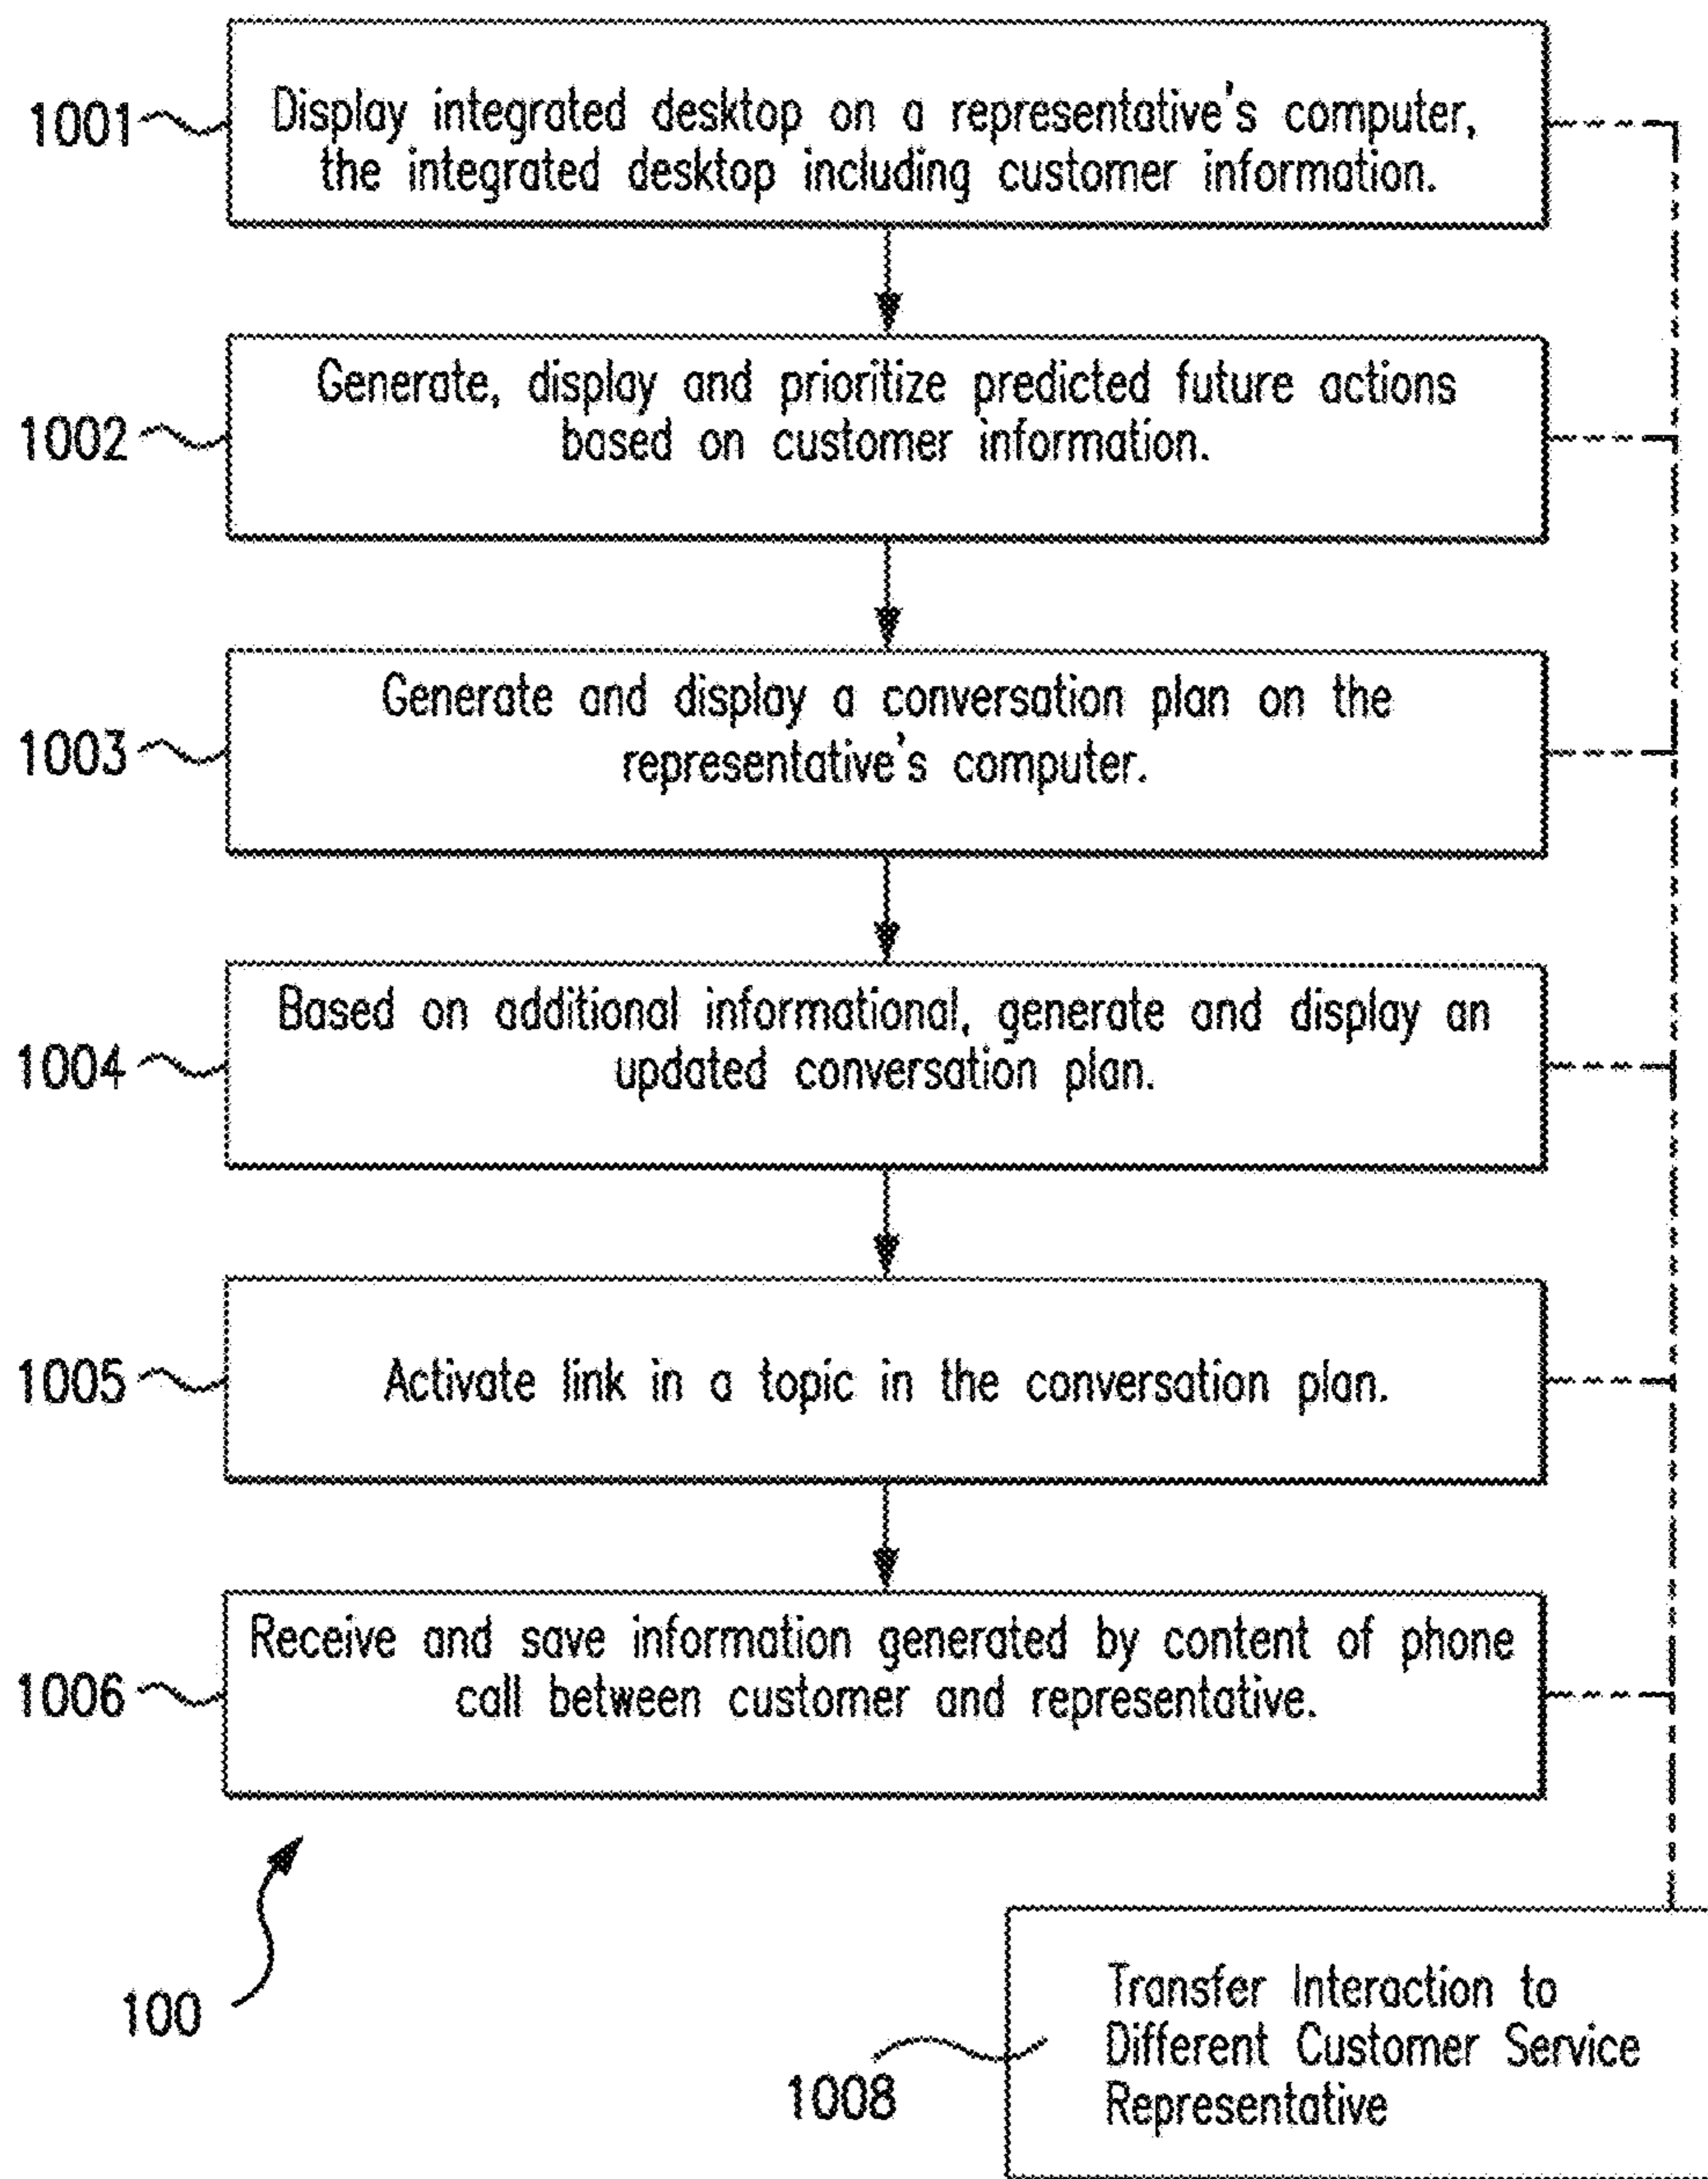 1001
Display integrated desktop on a representative's computer,
the integrated desktop including customer information.
1002
Generate, display and prioritize predicted future actions
based on customer information.
1003
Generate and display a conversation plan on the
representative's computer.
1004
Based on additional informational, generate and display an
updated conversation plan.
1005
Activate link in a topic in the conversation plan.
1006
Receive and save information generated by content of phone
call between customer and representative.
100
1008
Transfer Interaction to
Different Customer Service
Representative